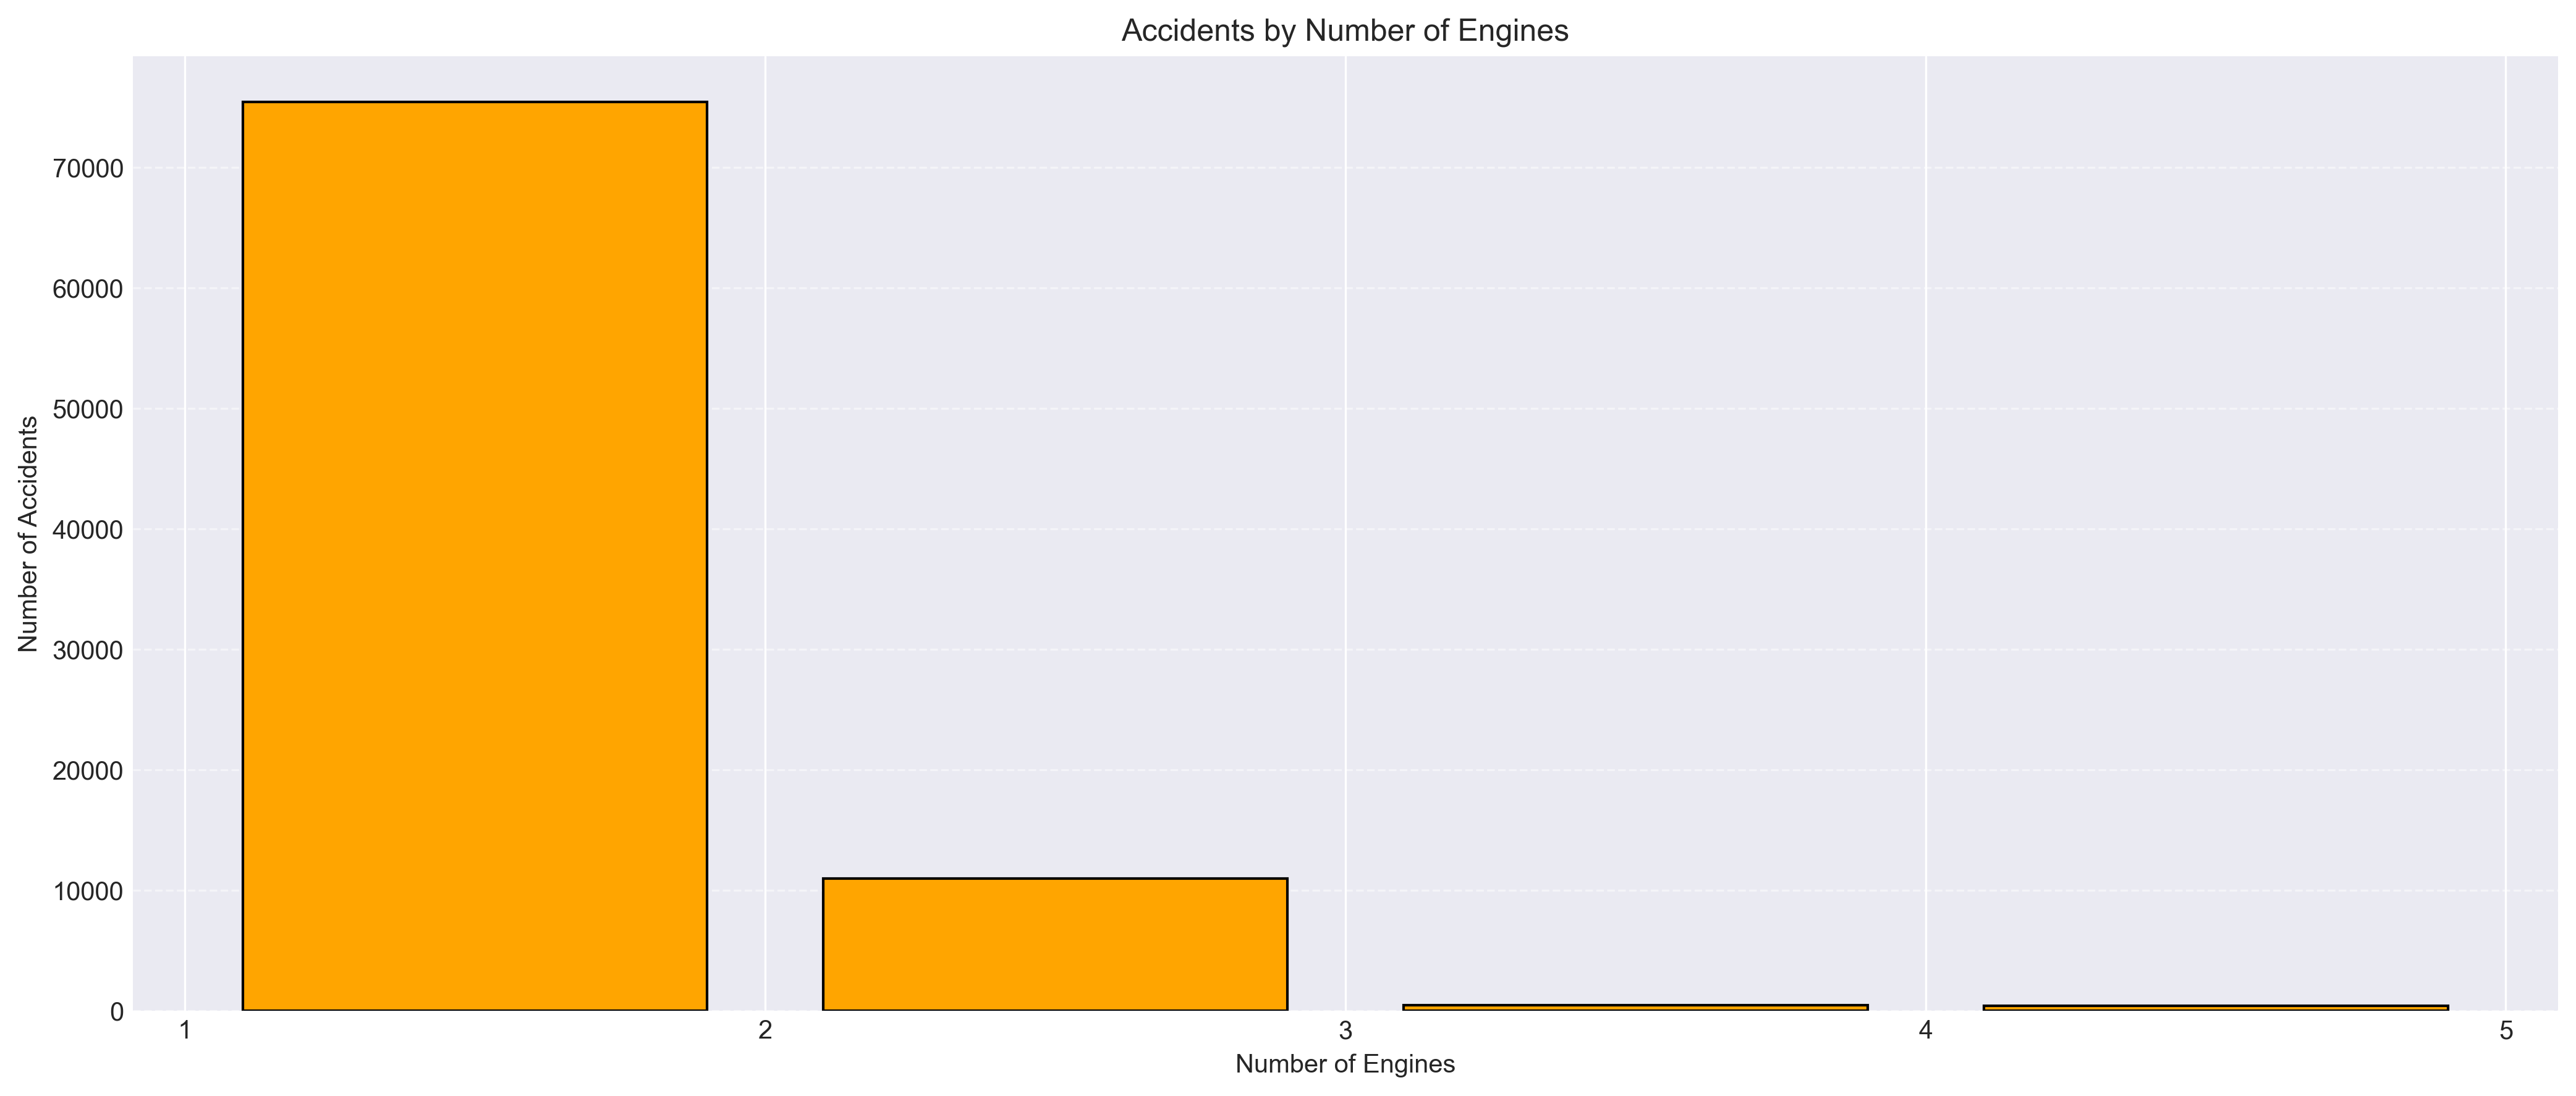 Accidents by Number of Engines
Number of Accidents
70000
60000
50000
40000
30000
20000
10000
0
1 2 3 4 5
Number of Engines